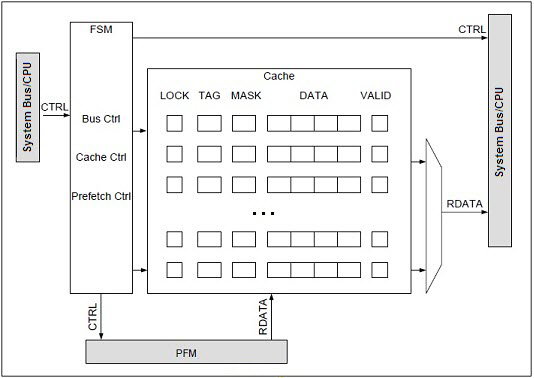 FSM
CTRL
System Bus/CPU
CTRL
Bus Ctrl
Cache Ctrl
Prefetch Ctrl
Cache
LOCK TAG MASK DATA VALID
...
RDATA
System Bus/CPU
CTRL
RDATA
PFM